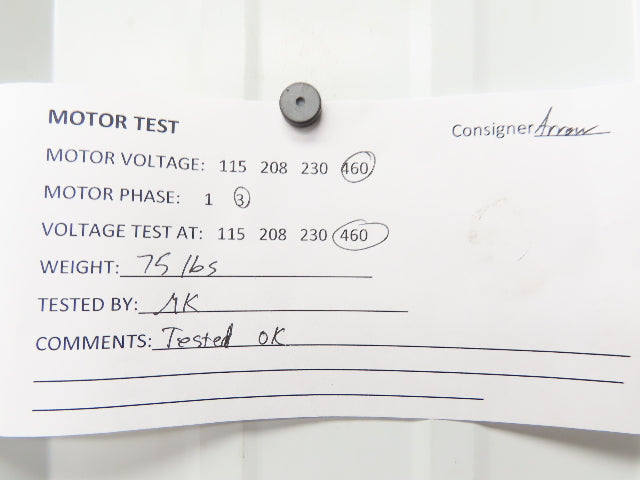 MOTOR TEST
Consigner Arrow
MOTOR VOLTAGE: 115 208 230 460
MOTOR PHASE: 1 3
VOLTAGE TEST AT: 115 208 230 460
WEIGHT: 75 lbs
TESTED BY: AK
COMMENTS: Tested OK